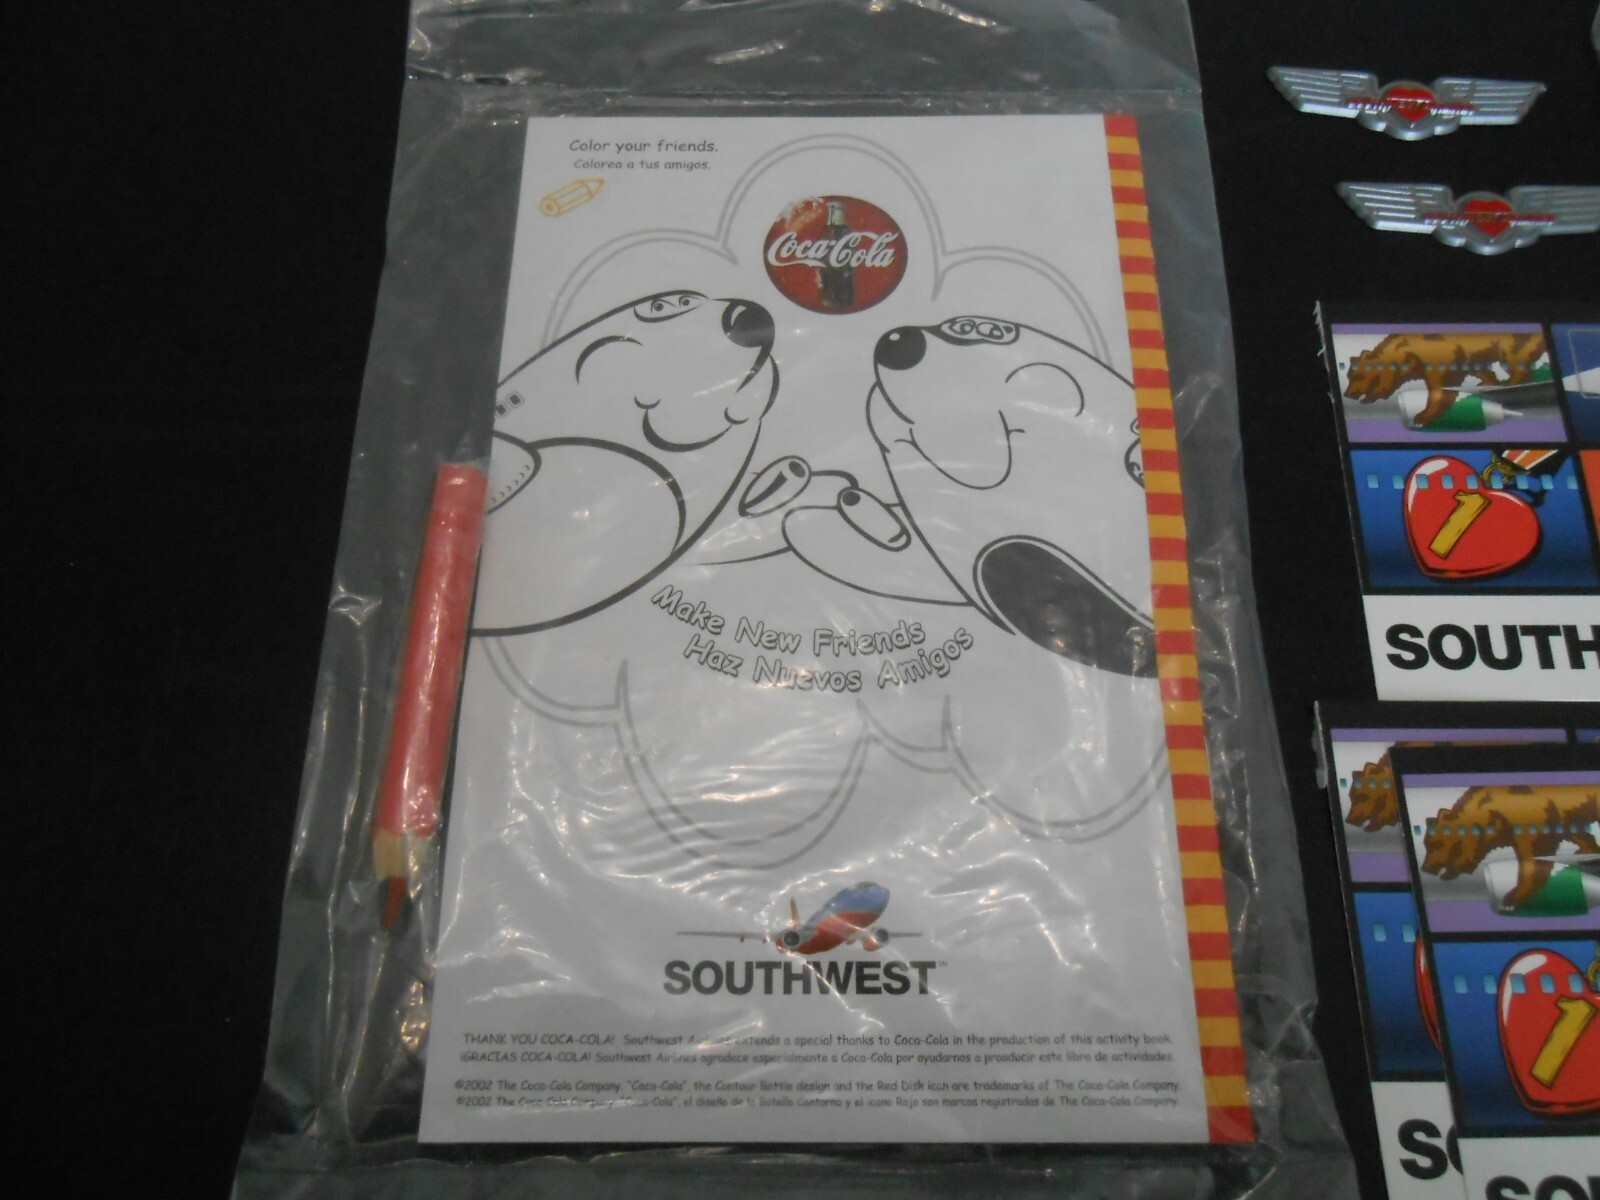 Color your friends.
Colorea a tus amigos.
Coca-Cola
Make New Friends
Haz Nuevos Amigos
SOUTHWEST™
THANK YOU COCA-COLA! Southwest Airlines extends a special thanks to Coca-Cola in the production of this activity book.
¡GRACIAS COCA-COLA! Southwest Airlines agradece especialmente a Coca-Cola por ayudarnos a proaducir este libro de actividades.
©2002 The Coca-Cola Company. "Coca-Cola", the Contour Bottle design and the Red Disk icon are trademarks of The Coca-Cola Company.
©2002 The Coca-Cola Company. "Coca-Cola", el diseño de la Botella Contorno y el icono Rojo son marcas registradas de The Coca-Cola Company.
1
SOUTH
1
SO
SOU